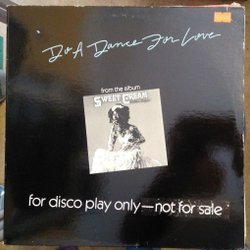 Do A Dance For Love
from the album
SWEET CREAM
for disco play only—not for sale